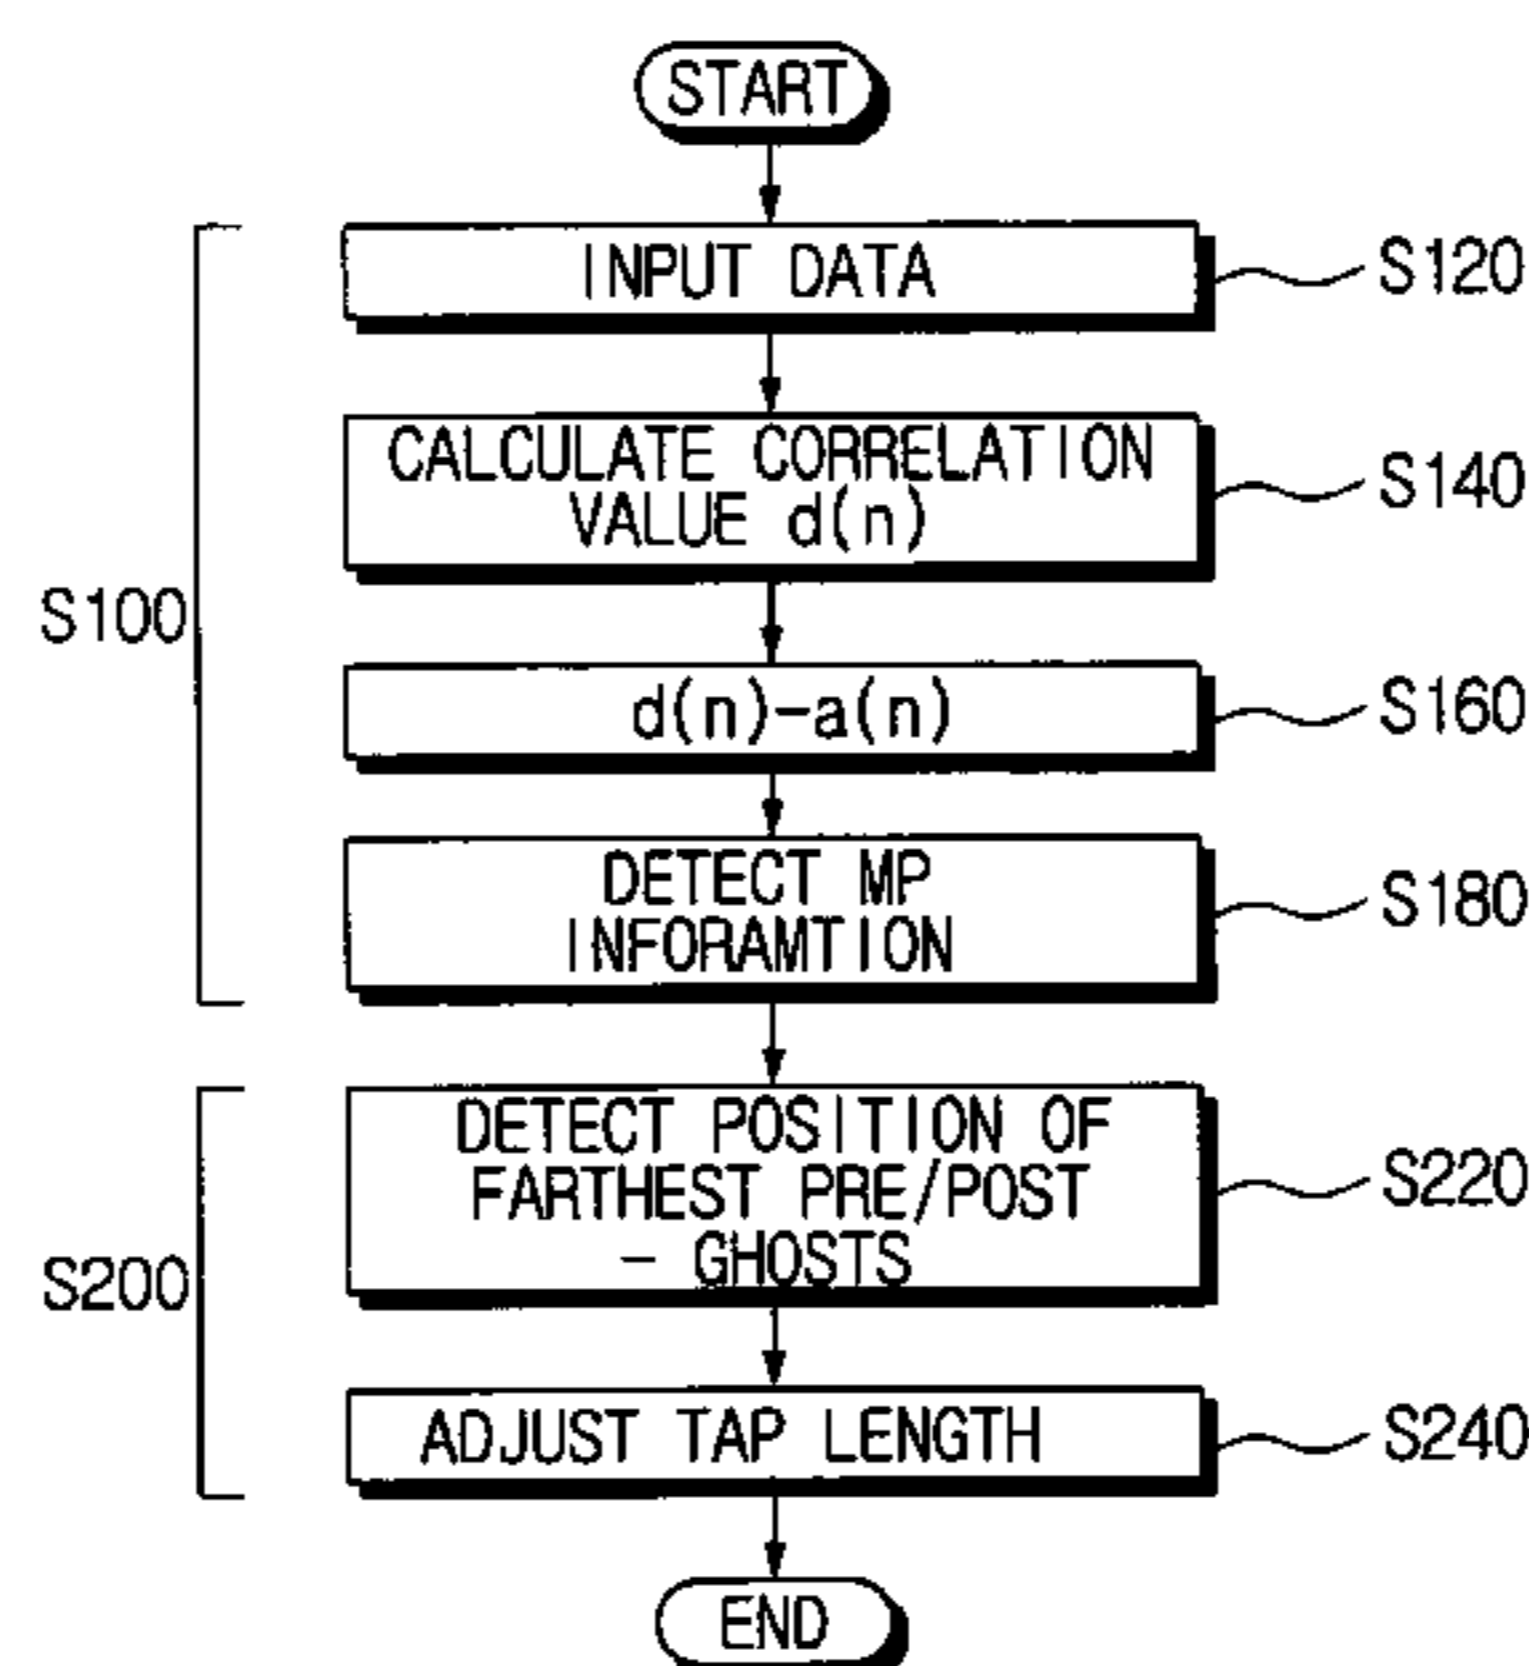 START
INPUT DATA
S120
CALCULATE CORRELATION
VALUE d(n)
S140
S100
d(n)-a(n)
S160
DETECT MP
INFORAMTION
S180
DETECT POSITION OF
FARTHEST PRE/POST
- GHOSTS
S220
S200
ADJUST TAP LENGTH
S240
END